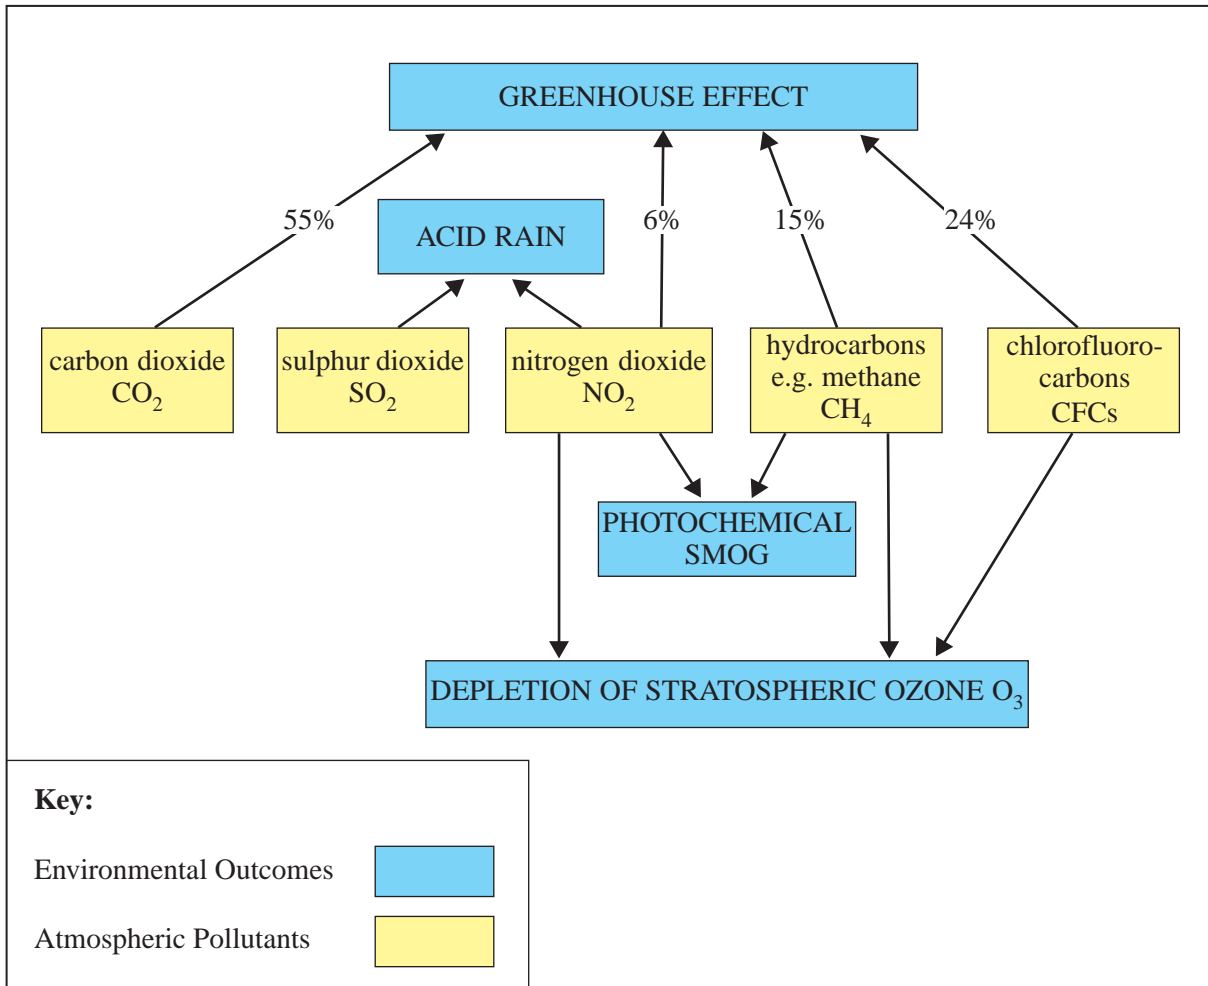 GREENHOUSE EFFECT
55%
6%
15%
24%
ACID RAIN
carbon dioxide
CO₂
sulphur dioxide
SO₂
nitrogen dioxide
NO₂
hydrocarbons
e.g. methane
CH₄
chlorofluoro-
carbons
CFCs
PHOTOCHEMICAL
SMOG
DEPLETION OF STRATOSPHERIC OZONE O₃
Key:
Environmental Outcomes
Atmospheric Pollutants